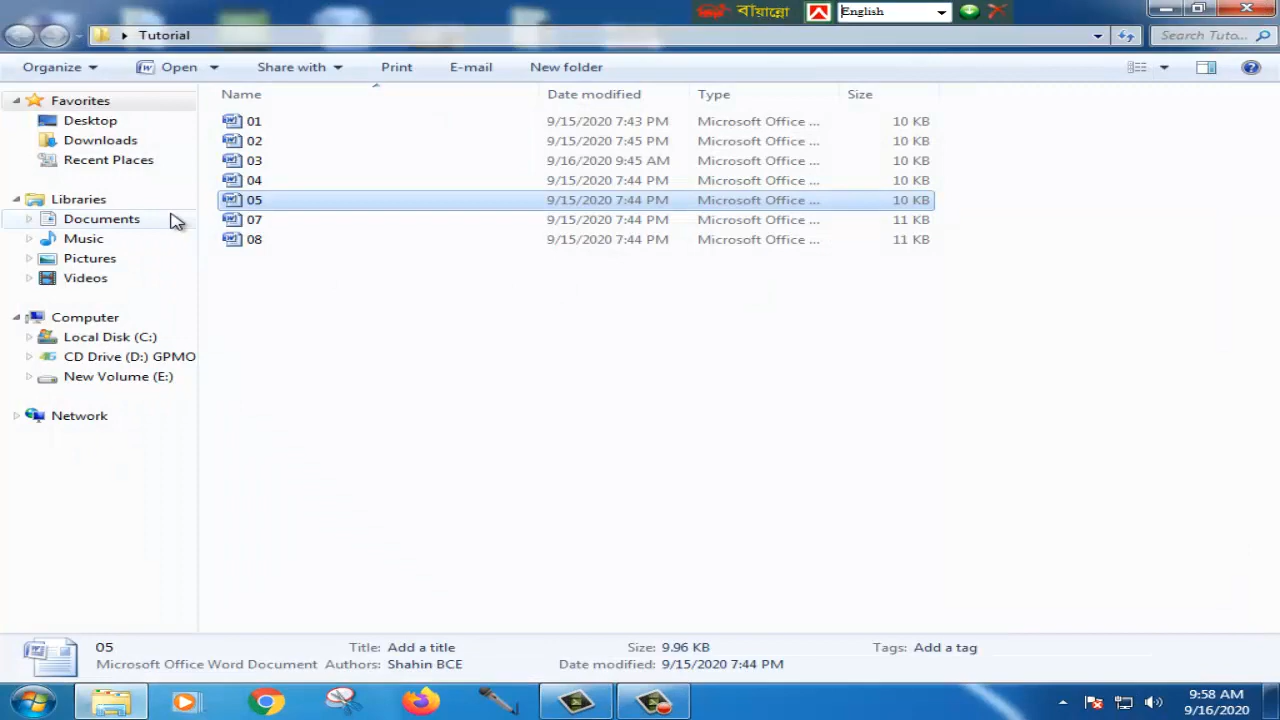 বায়ান্নো English
Tutorial Search Tuto...
Organize Open Share with Print E-mail New folder
Name Date modified Type Size
Favorites
Desktop
Downloads
Recent Places
Libraries
Documents
Music
Pictures
Videos
Computer
Local Disk (C:)
CD Drive (D:) GPMO
New Volume (E:)
Network
01 9/15/2020 7:43 PM Microsoft Office ... 10 KB
02 9/15/2020 7:45 PM Microsoft Office ... 10 KB
03 9/16/2020 9:45 AM Microsoft Office ... 10 KB
04 9/15/2020 7:44 PM Microsoft Office ... 10 KB
05 9/15/2020 7:44 PM Microsoft Office ... 10 KB
07 9/15/2020 7:44 PM Microsoft Office ... 11 KB
08 9/15/2020 7:44 PM Microsoft Office ... 11 KB
05 Title: Add a title Size: 9.96 KB Tags: Add a tag
Microsoft Office Word Document Authors: Shahin BCE Date modified: 9/15/2020 7:44 PM
9:58 AM
9/16/2020